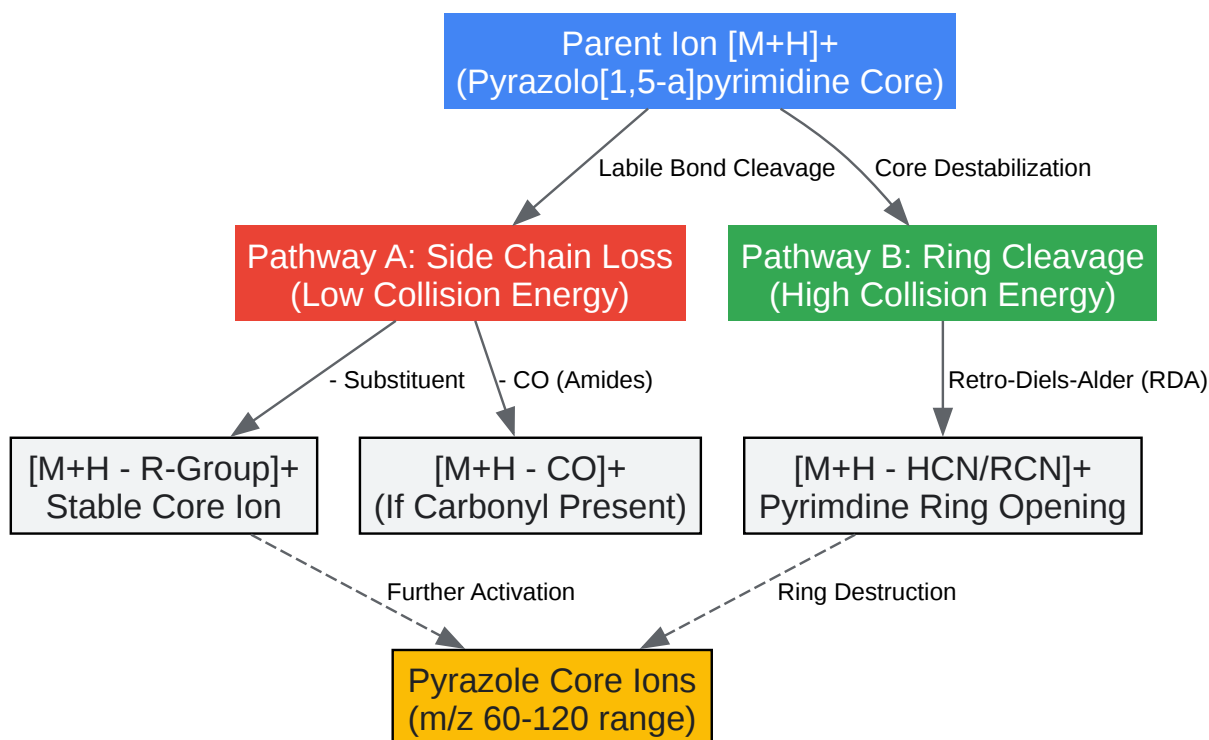 Parent Ion [M+H]+
(Pyrazolo[1,5-a]pyrimidine Core)
Labile Bond Cleavage
Core Destabilization
Pathway A: Side Chain Loss
(Low Collision Energy)
Pathway B: Ring Cleavage
(High Collision Energy)
- Substituent
- CO (Amides)
Retro-Diels-Alder (RDA)
[M+H - R-Group]+
Stable Core Ion
[M+H - CO]+
(If Carbonyl Present)
[M+H - HCN/RCN]+
Pyrimdine Ring Opening
Further Activation
Ring Destruction
Pyrazole Core Ions
(m/z 60-120 range)